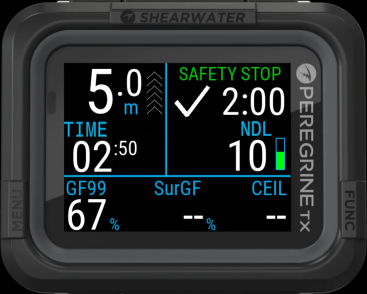 SHEARWATER
5.0 m
SAFETY STOP
2:00
TIME
02:50
NDL
10
GF99 SurGF CEIL
67% --% --
PEREGRINE TX
MENU
FUNC